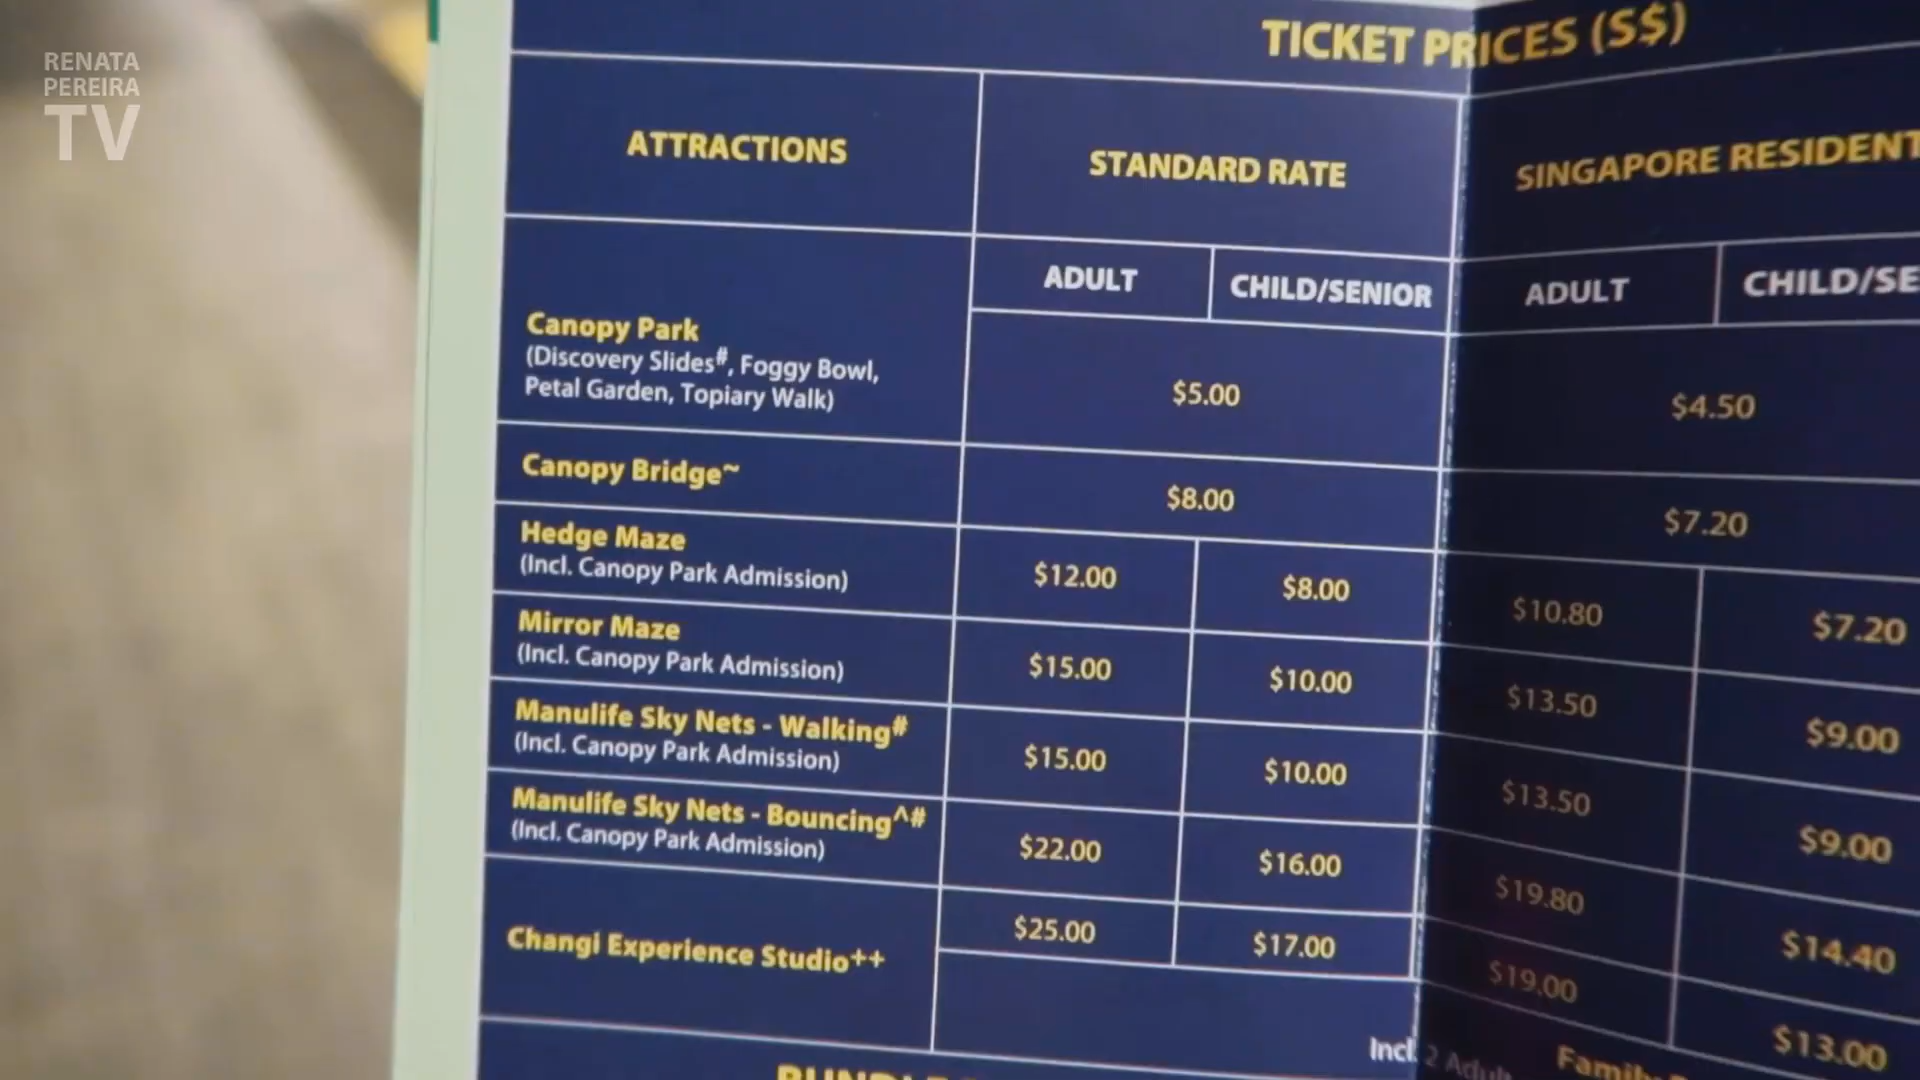 RENATA
PEREIRA
TV
TICKET PRICES (S$)
ATTRACTIONS
STANDARD RATE
SINGAPORE RESIDENT
ADULT
CHILD/SENIOR
ADULT
CHILD/SE
Canopy Park
(Discovery Slides#, Foggy Bowl,
Petal Garden, Topiary Walk)
$5.00
$4.50
Canopy Bridge~
$8.00
$7.20
Hedge Maze
(Incl. Canopy Park Admission)
$12.00
$8.00
$10.80
$7.20
Mirror Maze
(Incl. Canopy Park Admission)
$15.00
$10.00
$13.50
$9.00
Manulife Sky Nets - Walking#
(Incl. Canopy Park Admission)
$15.00
$10.00
$13.50
$9.00
Manulife Sky Nets - Bouncing^#
(Incl. Canopy Park Admission)
$22.00
$16.00
$19.80
$14.40
Changi Experience Studio++
$25.00
$17.00
$19.00
$13.00
Family
Incl. 2 Adult